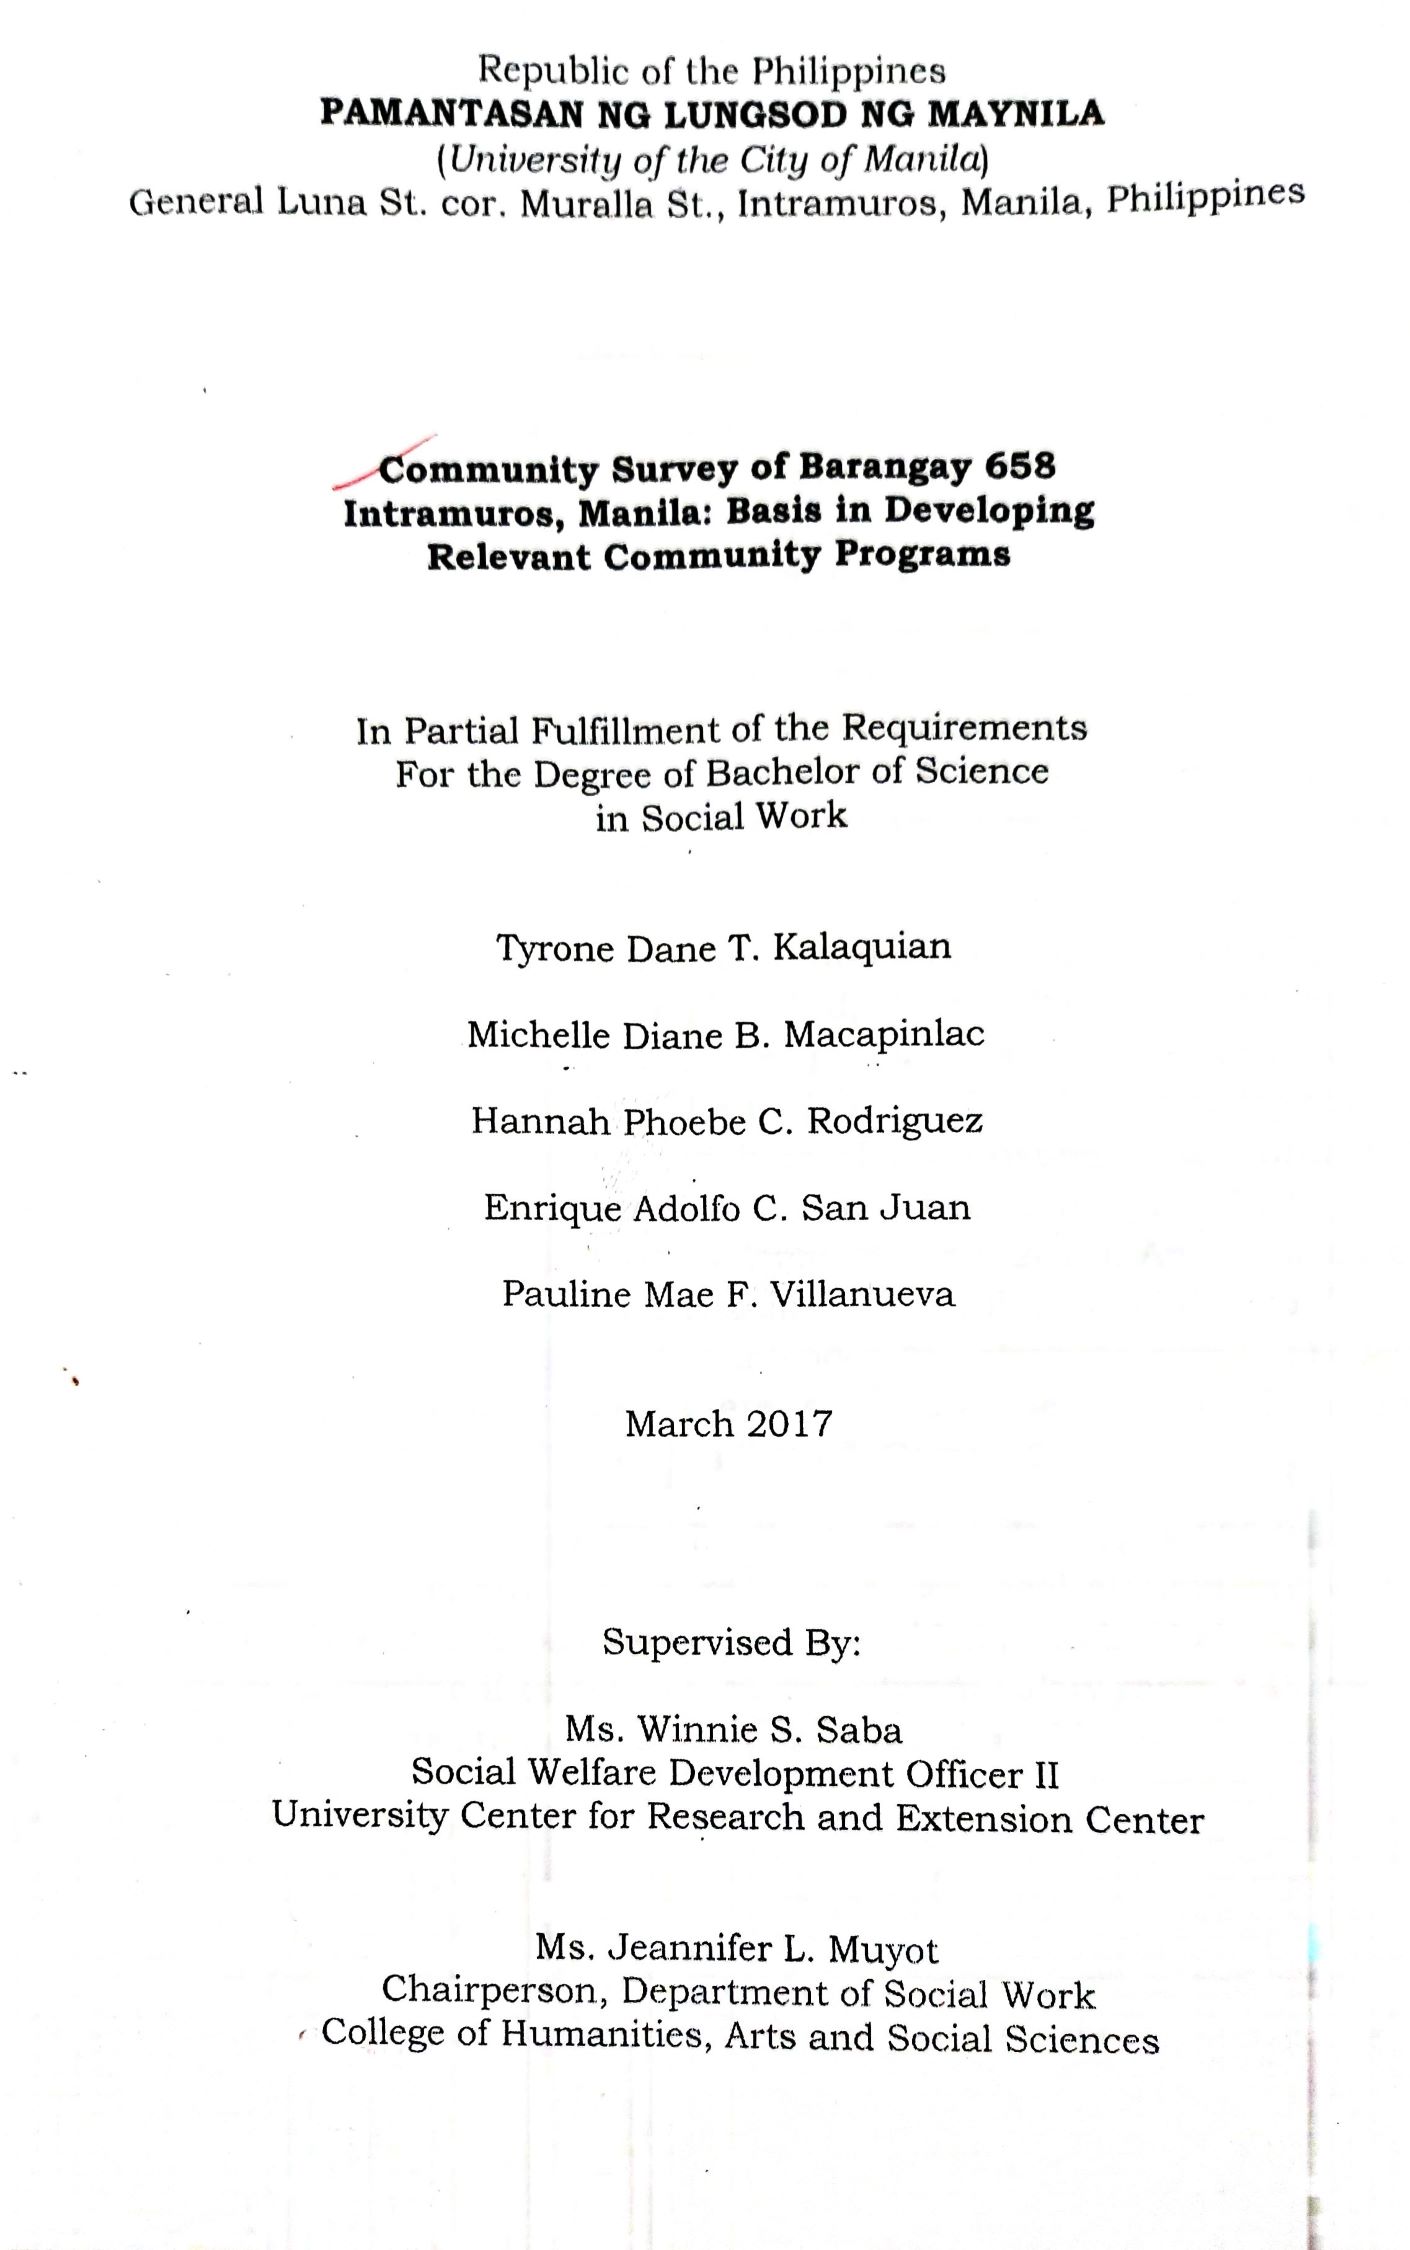 Republic of the Philippines
PAMANTASAN NG LUNGSOD NG MAYNILA
(University of the City of Manila)
General Luna St. cor. Muralla St., Intramuros, Manila, Philippines
Community Survey of Barangay 658
Intramuros, Manila: Basis in Developing
Relevant Community Programs
In Partial Fulfillment of the Requirements
For the Degree of Bachelor of Science
in Social Work
Tyrone Dane T. Kalaquian
Michelle Diane B. Macapinlac
Hannah Phoebe C. Rodriguez
Enrique Adolfo C. San Juan
Pauline Mae F. Villanueva
March 2017
Supervised By:
Ms. Winnie S. Saba
Social Welfare Development Officer II
University Center for Research and Extension Center
Ms. Jeannifer L. Muyot
Chairperson, Department of Social Work
College of Humanities, Arts and Social Sciences